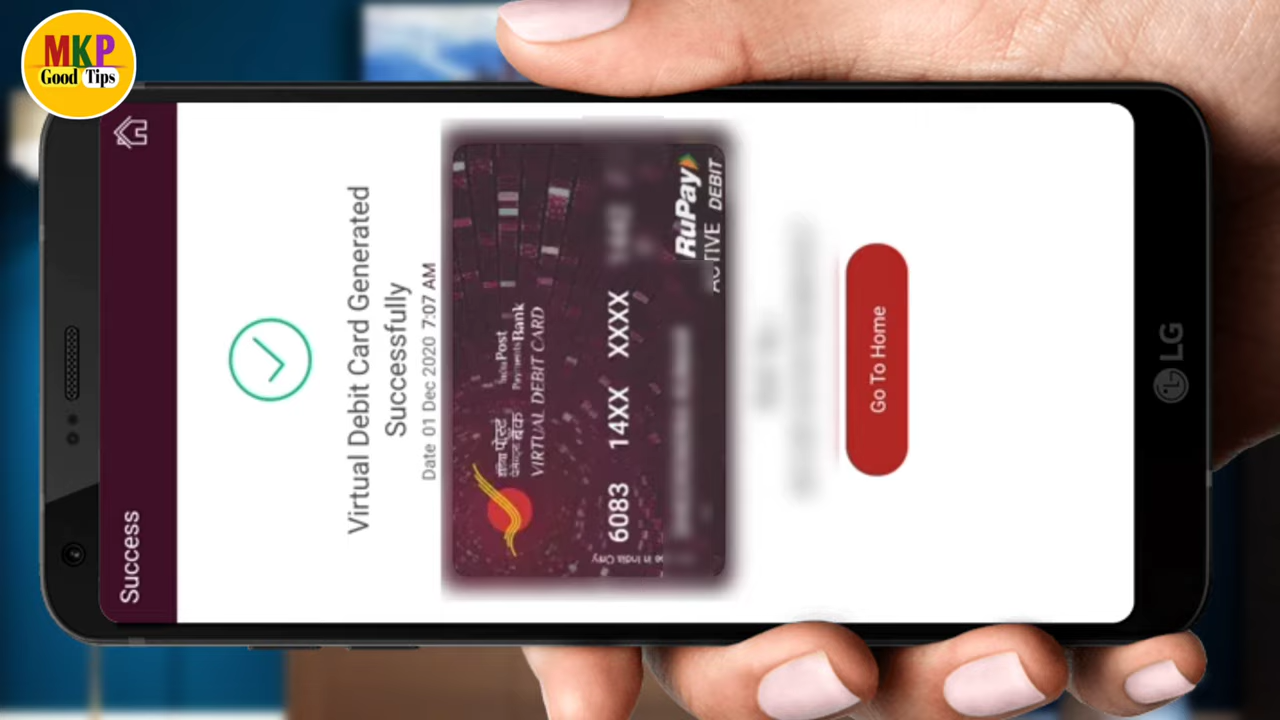 MKP
Good Tips
Success
Virtual Debit Card Generated
Successfully
Date 01 Dec 2020 7:07 AM
इंडिया पोस्ट
पेमेन्ट्स बैंक
India Post
Payments Bank
VIRTUAL DEBIT CARD
6083 14XX XXXX
RuPay
DEBIT
ACTIVE
Go To Home
LG